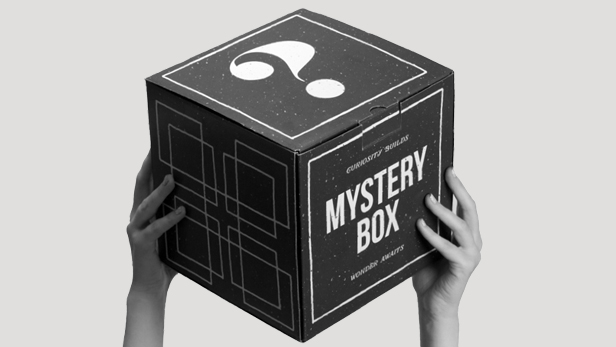 ?
CURIOSITY BUILDS
MYSTERY
BOX
WONDER AWAITS